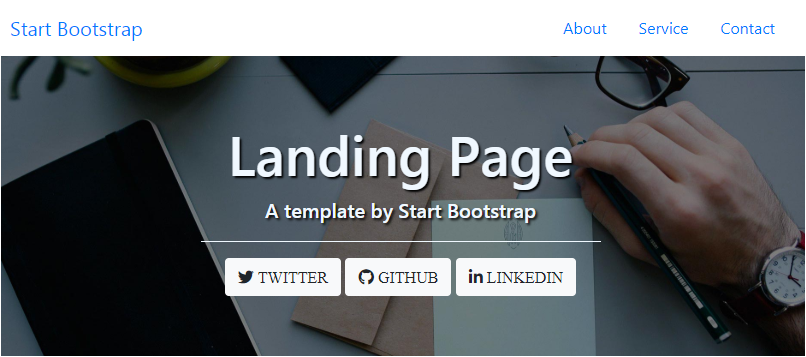 Start Bootstrap
About Service Contact
Landing Page
A template by Start Bootstrap
TWITTER GITHUB LINKEDIN